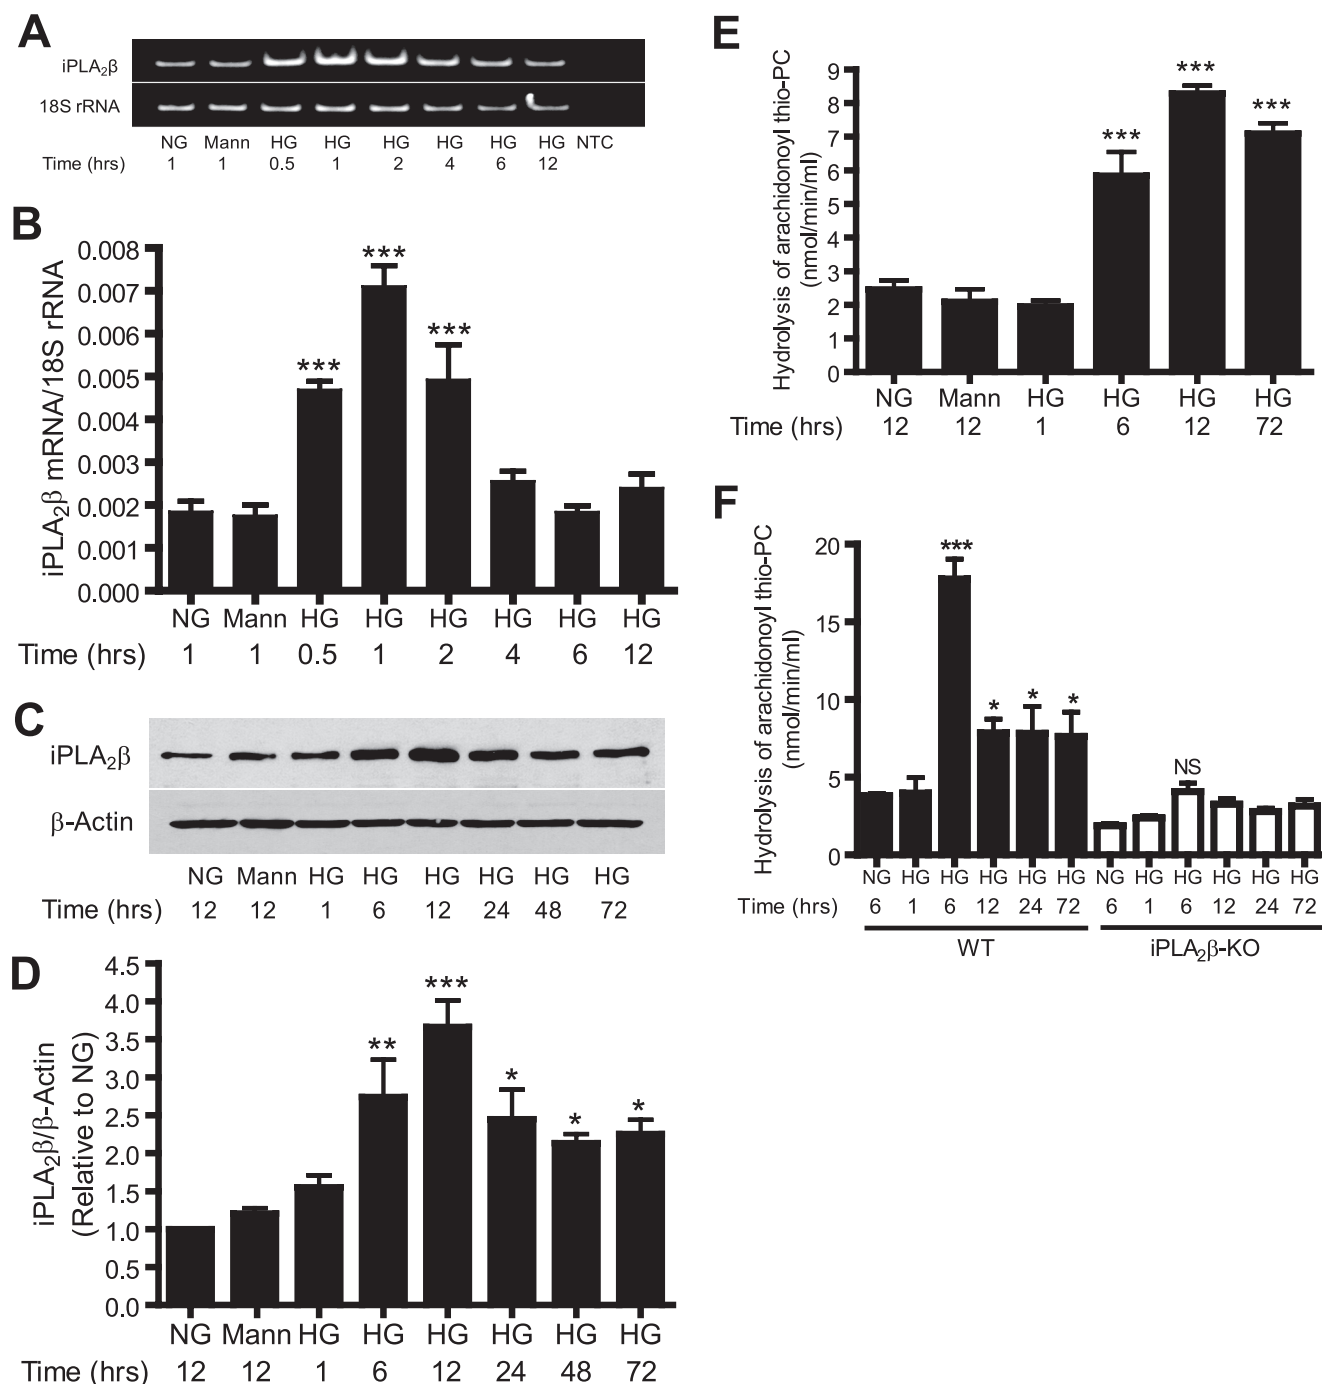 A
iPLA₂β
18S rRNA
NG Mann HG HG HG HG HG HG NTC
Time (hrs) 1 1 0.5 1 2 4 6 12
B
iPLA₂β mRNA/18S rRNA
0.008
0.007
0.006
0.005
0.004
0.003
0.002
0.001
0.000
*** *** ***
NG Mann HG HG HG HG HG HG
Time (hrs) 1 1 0.5 1 2 4 6 12
C
iPLA₂β
β-Actin
NG Mann HG HG HG HG HG HG
Time (hrs) 12 12 1 6 12 24 48 72
D
iPLA₂β/β-Actin
(Relative to NG)
4.5
4.0
3.5
3.0
2.5
2.0
1.5
1.0
0.5
0.0
** *** * * *
NG Mann HG HG HG HG HG HG
Time (hrs) 12 12 1 6 12 24 48 72
E
Hydrolysis of arachidonoyl thio-PC
(nmol/min/ml)
9
8
7
6
5
4
3
2
1
0
*** *** ***
NG Mann HG HG HG HG
Time (hrs) 12 12 1 6 12 72
F
Hydrolysis of arachidonoyl thio-PC
(nmol/min/ml)
20
15
10
5
0
*** * * * NS
NG HG HG HG HG HG NG HG HG HG HG HG
Time (hrs) 6 1 6 12 24 72 6 1 6 12 24 72
WT iPLA₂β-KO